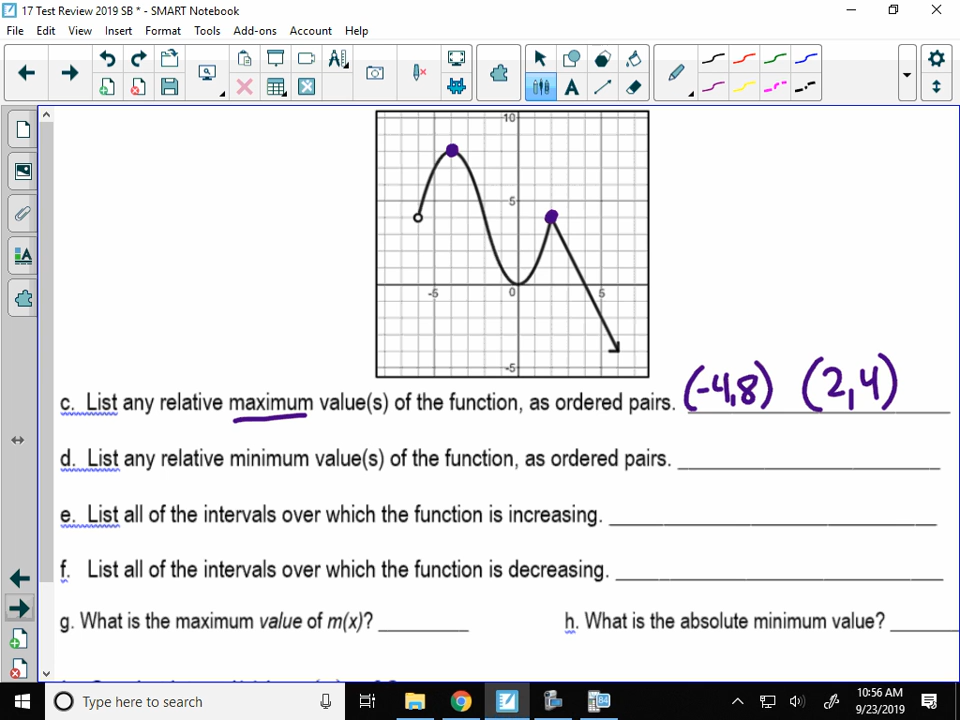 17 Test Review 2019 SB * - SMART Notebook
File Edit View Insert Format Tools Add-ons Account Help
10
5
-5 0 5
-5
c. List any relative maximum value(s) of the function, as ordered pairs. (-4,8) (2,4)
d. List any relative minimum value(s) of the function, as ordered pairs.
e. List all of the intervals over which the function is increasing.
f. List all of the intervals over which the function is decreasing.
g. What is the maximum value of m(x)? h. What is the absolute minimum value?
Type here to search
10:56 AM
9/23/2019